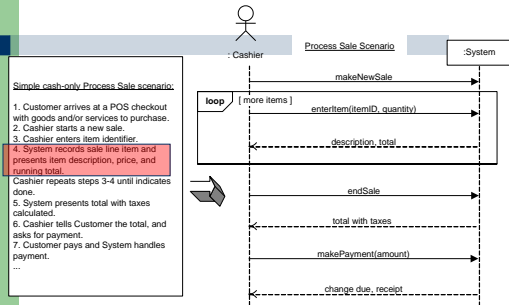 Process Sale Scenario
: Cashier
:System
Simple cash-only Process Sale scenario:
1. Customer arrives at a POS checkout
with goods and/or services to purchase.
2. Cashier starts a new sale.
3. Cashier enters item identifier.
4. System records sale line item and
presents item description, price, and
running total.
Cashier repeats steps 3-4 until indicates
done.
5. System presents total with taxes
calculated.
6. Cashier tells Customer the total, and
asks for payment.
7. Customer pays and System handles
payment.
...
makeNewSale
loop
[ more items ]
enterItem(itemID, quantity)
description, total
endSale
total with taxes
makePayment(amount)
change due, receipt